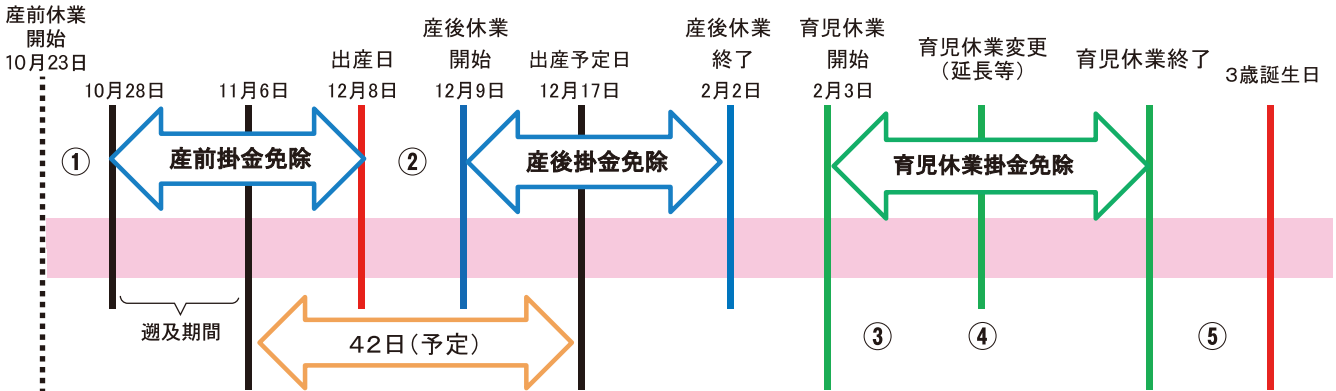 産前休業
開始
10月23日
10月28日
11月6日
出産日
12月8日
産後休業
開始
12月9日
出産予定日
12月17日
産後休業
終了
2月2日
育児休業
開始
2月3日
育児休業変更
（延長等）
育児休業終了
3歳誕生日
①
産前掛金免除
②
産後掛金免除
育児休業掛金免除
遡及期間
42日（予定）
③
④
⑤